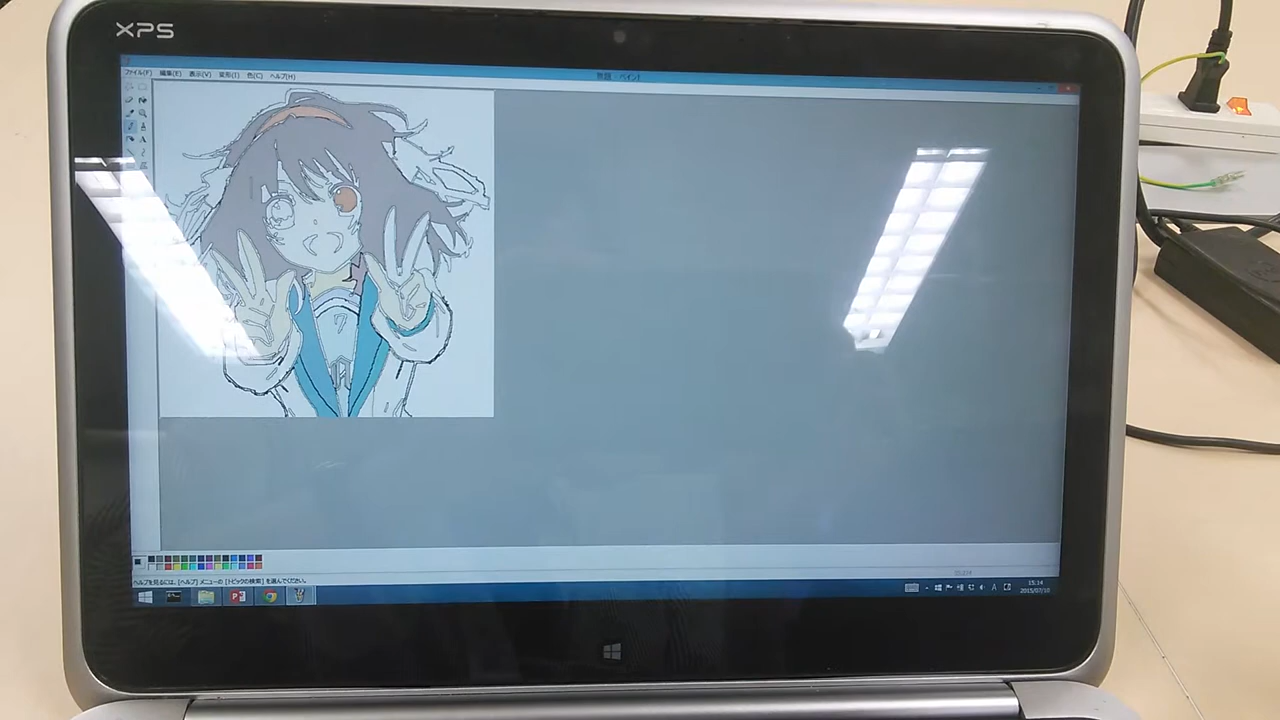 XPS
無題 - ペイント
ファイル(F) 編集(E) 表示(V) 変形(I) 色(C) ヘルプ(H)
ヘルプを見るには、[ヘルプ] メニューの [トピックの検索] を選んでください。
A
15:14
2015/07/10